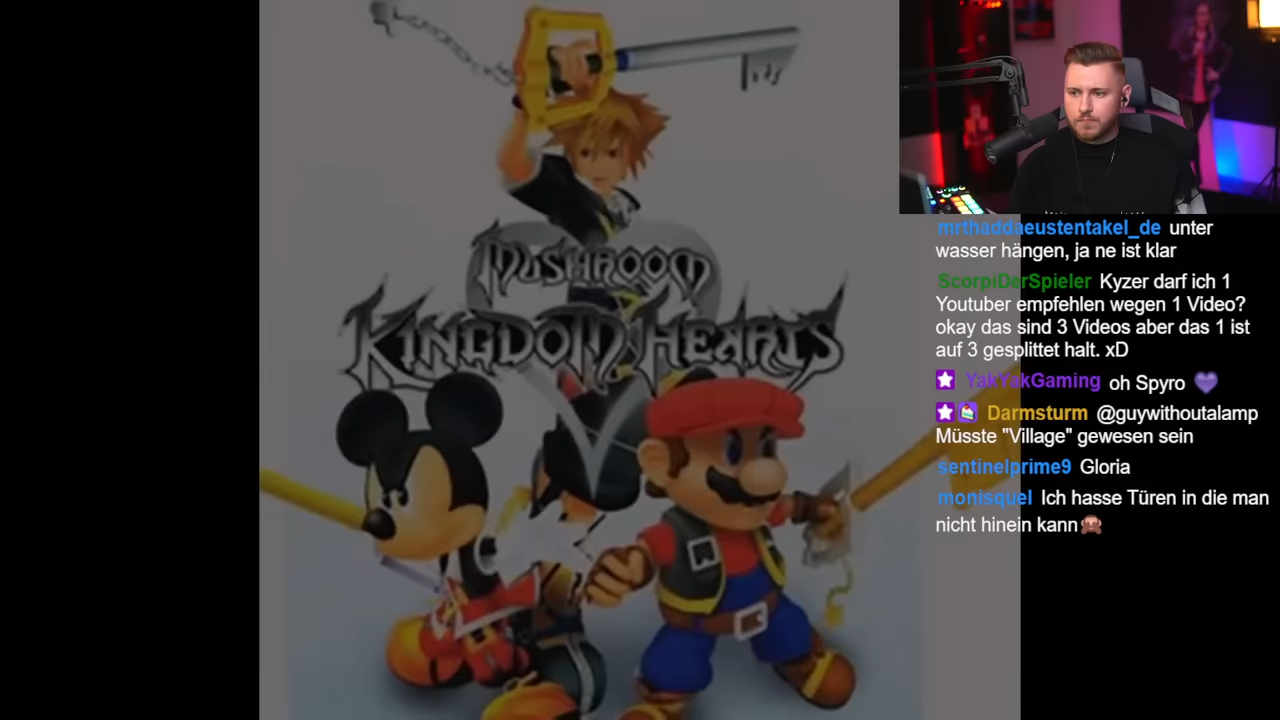 MUSHROOM
KINGDOM HEARTS
mrthaddaeustentakel_de unter
wasser hängen, ja ne ist klar
ScorpiDerSpieler Kyzer darf ich 1
Youtuber empfehlen wegen 1 Video?
okay das sind 3 Videos aber das 1 ist
auf 3 gesplittet halt. xD
YakYakGaming oh Spyro 💜
Darmsturm @guywithoutalamp
Müsste "Village" gewesen sein
sentinelprime9 Gloria
monisquel Ich hasse Türen in die man
nicht hinein kann🙈